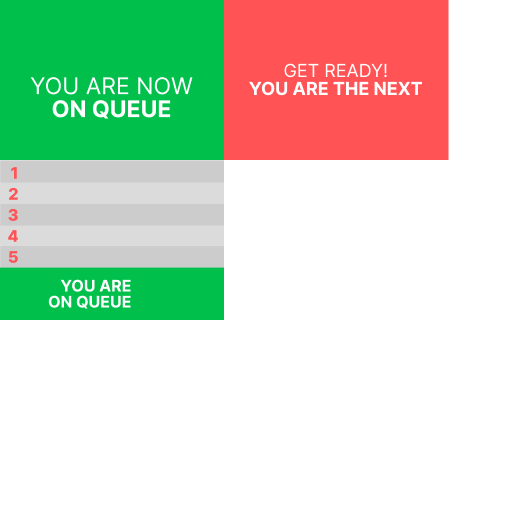 YOU ARE NOW
ON QUEUE
GET READY!
YOU ARE THE NEXT
1
2
3
4
5
YOU ARE
ON QUEUE